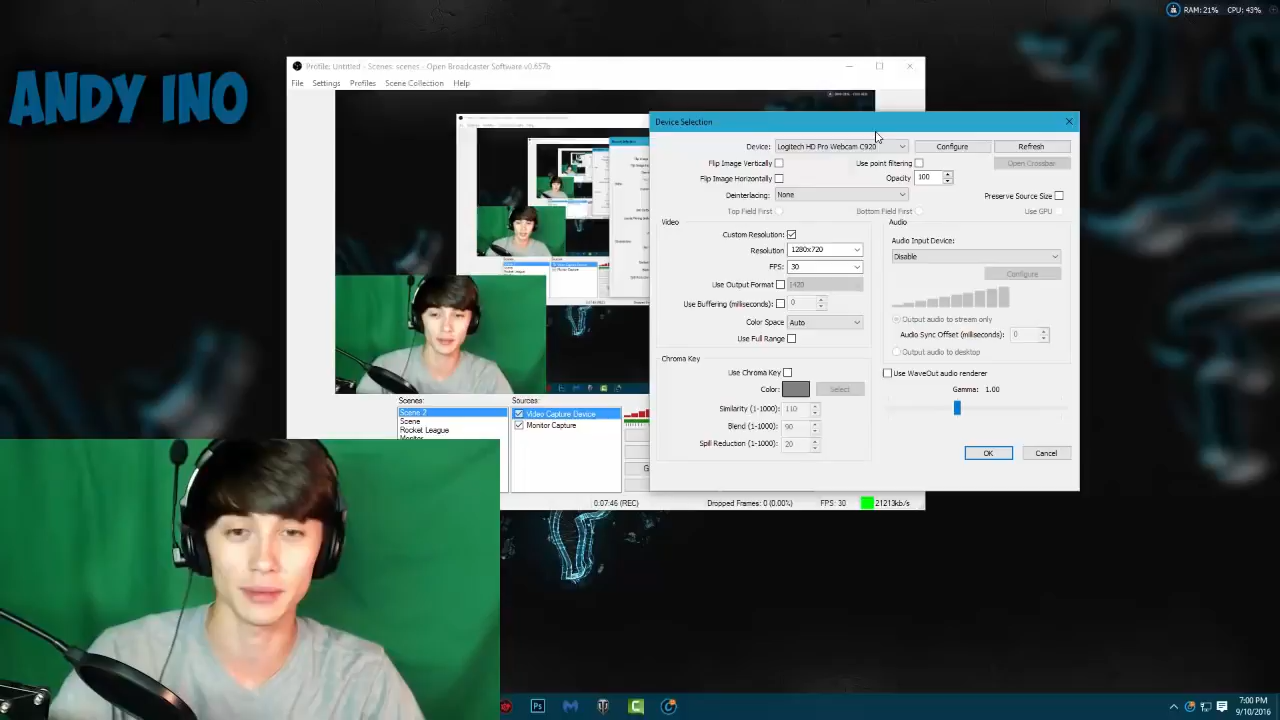 RAM: 21% CPU: 43%
ANDY INO
Profile: Untitled - Scenes: scenes - Open Broadcaster Software v0.657b
File Settings Profiles Scene Collection Help
Device Selection
Device: Logitech HD Pro Webcam C920 Configure Refresh
Flip Image Vertically Use point filtering Open Crossbar
Flip Image Horizontally Opacity 100
Deinterlacing: None Preserve Source Size
Top Field First Bottom Field First Use GPU
Video
Custom Resolution:
Resolution 1280x720
FPS: 30
Use Output Format I420
Use Buffering (milliseconds): 0
Color Space Auto
Use Full Range
Audio
Audio Input Device:
Disable
Configure
Output audio to stream only
Audio Sync Offset (milliseconds): 0
Output audio to desktop
Chroma Key
Use Chroma Key
Color: Select
Similarity (1-1000): 110
Blend (1-1000): 90
Spill Reduction (1-1000): 20
Use WaveOut audio renderer
Gamma: 1.00
OK Cancel
Scenes: Sources:
Scene 2
Scene
Rocket League
Video Capture Device
Monitor Capture
0:07:46 (REC) Dropped Frames: 0 (0.00%) FPS: 30 21213kb/s
Ps
7:00 PM
9/10/2016